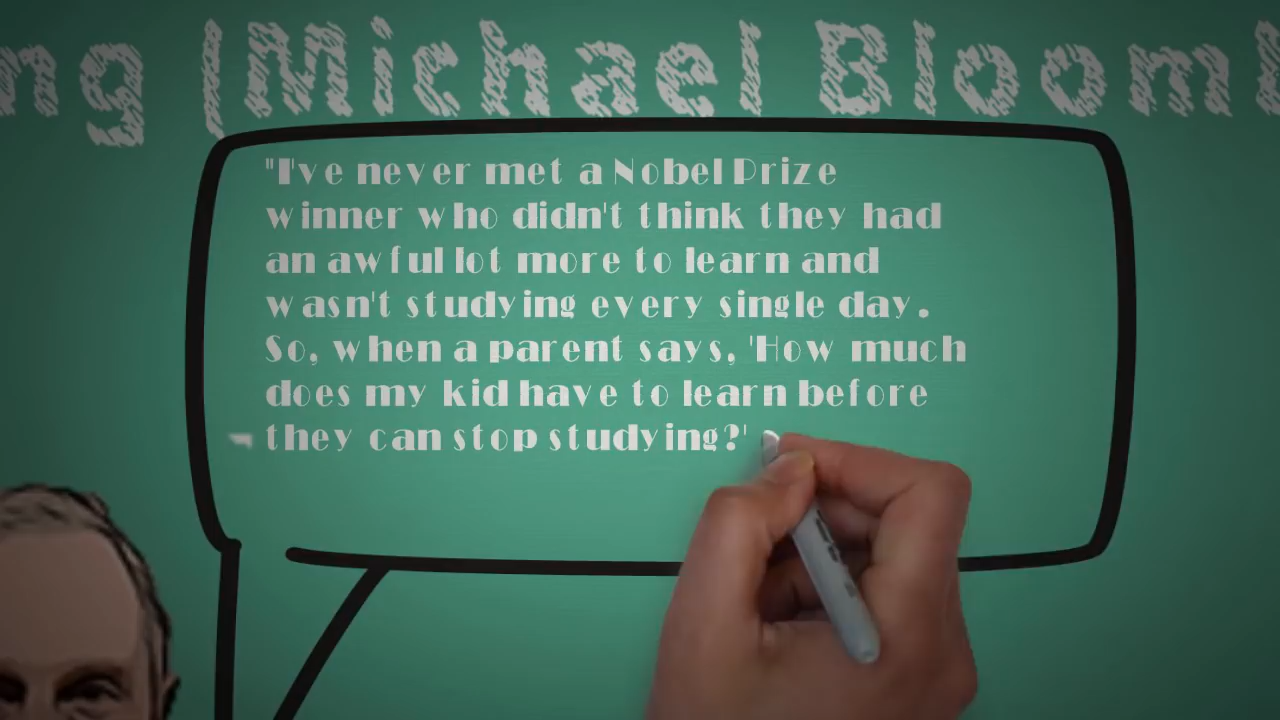 ng (Michael Bloom
"I've never met a Nobel Prize
winner who didn't think they had
an awful lot more to learn and
wasn't studying every single day.
So, when a parent says, 'How much
does my kid have to learn before
they can stop studying?'